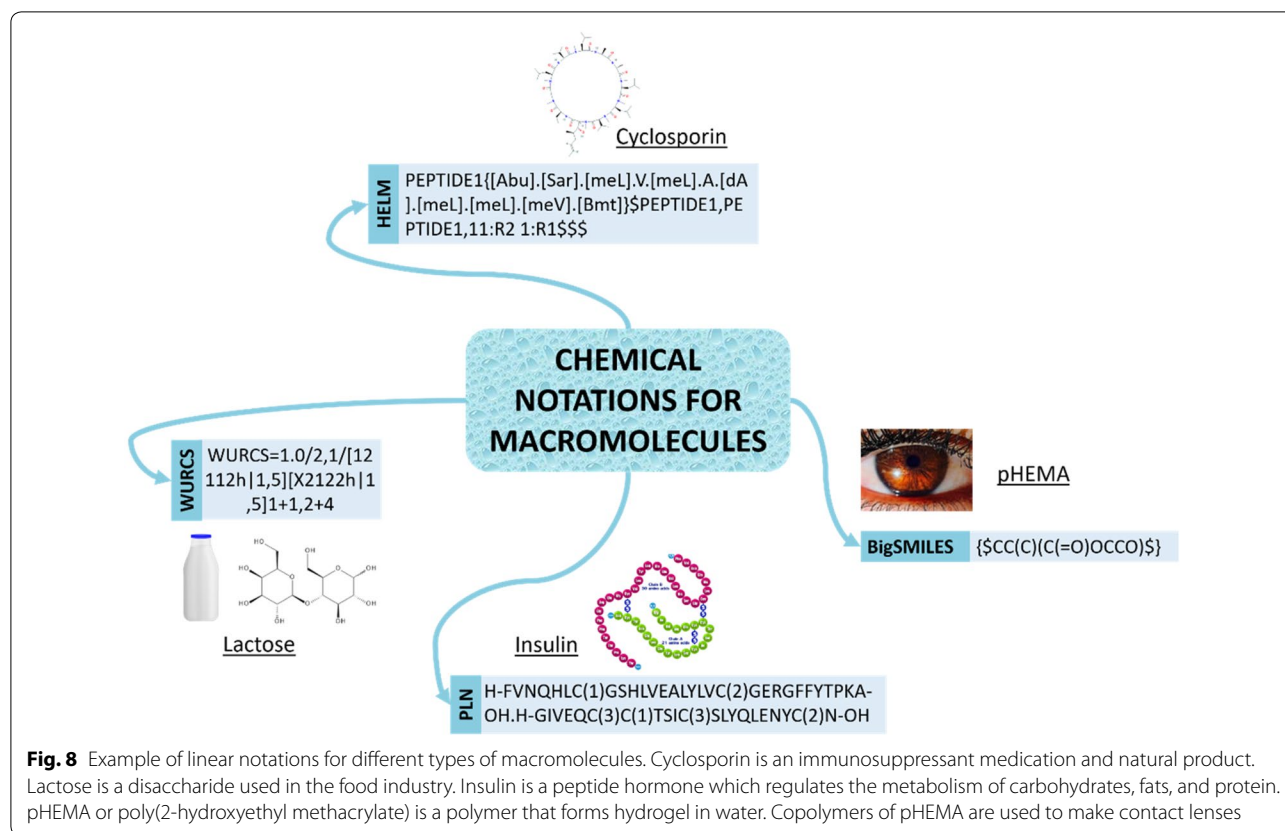 Cyclosporin
HELM
PEPTIDE1{[Abu].[Sar].[meL].V.[meL].A.[dA
].[meL].[meL].[meV].[Bmt]}$PEPTIDE1,PE
PTIDE1,11:R2 1:R1$$$
CHEMICAL
NOTATIONS FOR
MACROMOLECULES
WURCS
WURCS=1.0/2,1/[12
112h|1,5][X2122h|1
,5]1+1,2+4
Lactose
pHEMA
BigSMILES
{$CC(C)(C(=O)OCCO)$}
Insulin
PLN
H-FVNQHLC(1)GSHLVEALYLVC(2)GERGFFYTPKA-
OH.H-GIVEQC(3)C(1)TSIC(3)SLYQLENYC(2)N-OH
Fig. 8 Example of linear notations for different types of macromolecules. Cyclosporin is an immunosuppressant medication and natural product.
Lactose is a disaccharide used in the food industry. Insulin is a peptide hormone which regulates the metabolism of carbohydrates, fats, and protein.
pHEMA or poly(2-hydroxyethyl methacrylate) is a polymer that forms hydrogel in water. Copolymers of pHEMA are used to make contact lenses